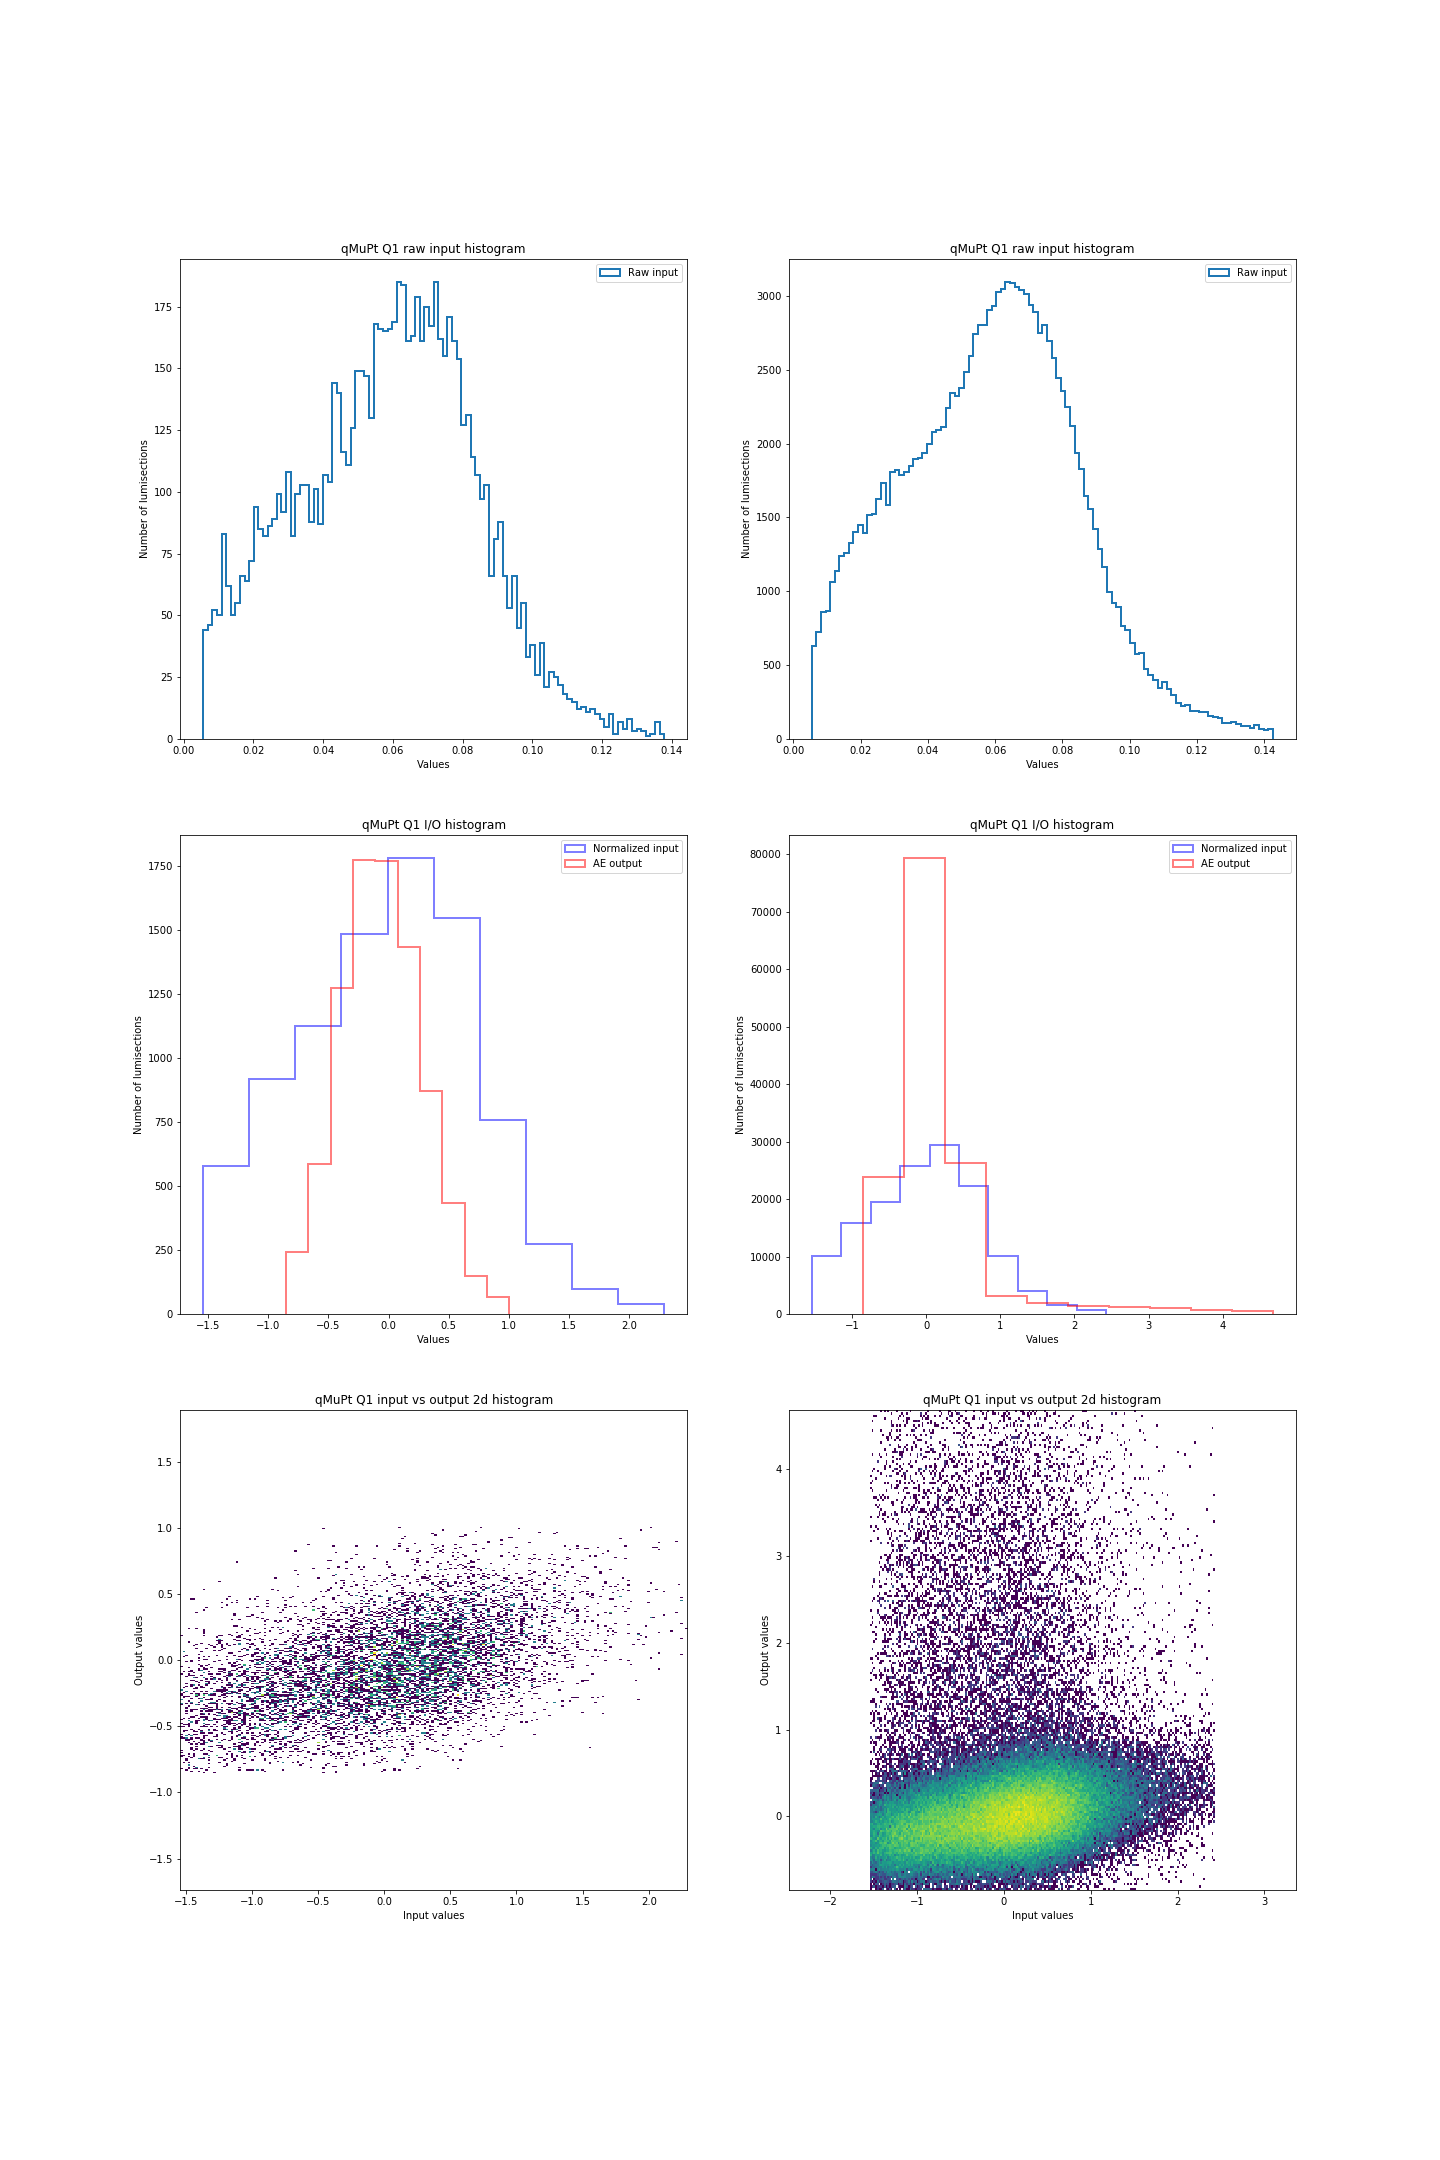 qMuPt Q1 raw input histogram
Raw input
Number of lumisections
175
150
125
100
75
50
25
0
0.00 0.02 0.04 0.06 0.08 0.10 0.12 0.14
Values
qMuPt Q1 raw input histogram
Raw input
Number of lumisections
3000
2500
2000
1500
1000
500
0
0.00 0.02 0.04 0.06 0.08 0.10 0.12 0.14
Values
qMuPt Q1 I/O histogram
Normalized input
AE output
Number of lumisections
1750
1500
1250
1000
750
500
250
0
−1.5 −1.0 −0.5 0.0 0.5 1.0 1.5 2.0
Values
qMuPt Q1 I/O histogram
Normalized input
AE output
Number of lumisections
80000
70000
60000
50000
40000
30000
20000
10000
0
−1 0 1 2 3 4
Values
qMuPt Q1 input vs output 2d histogram
Output values
1.5
1.0
0.5
0.0
−0.5
−1.0
−1.5
−1.5 −1.0 −0.5 0.0 0.5 1.0 1.5 2.0
Input values
qMuPt Q1 input vs output 2d histogram
Output values
4
3
2
1
0
−2 −1 0 1 2 3
Input values